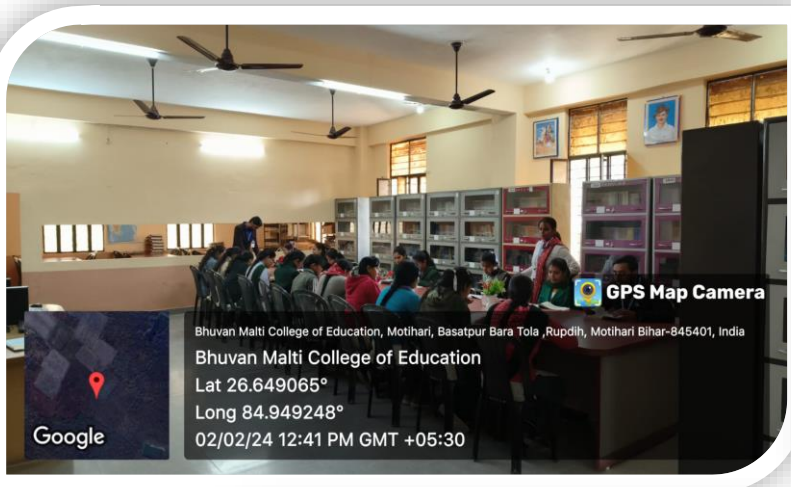 GPS Map Camera
Bhuvan Malti College of Education, Motihari, Basatpur Bara Tola ,Rupdih, Motihari Bihar-845401, India
Bhuvan Malti College of Education
Lat 26.649065°
Long 84.949248°
02/02/24 12:41 PM GMT +05:30
Google